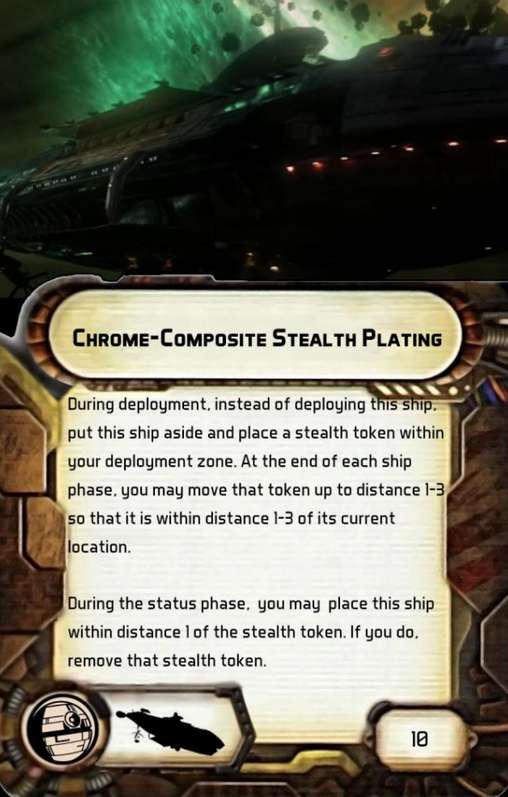 Chrome-Composite Stealth Plating
During deployment, instead of deploying this ship,
put this ship aside and place a stealth token within
your deployment zone. At the end of each ship
phase, you may move that token up to distance 1-3
so that it is within distance 1-3 of its current
location.
During the status phase, you may place this ship
within distance 1 of the stealth token. If you do,
remove that stealth token.
10